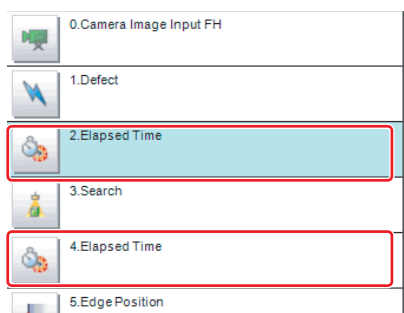 0.Camera Image Input FH
1.Defect
2.Elapsed Time
3.Search
4.Elapsed Time
5.Edge Position